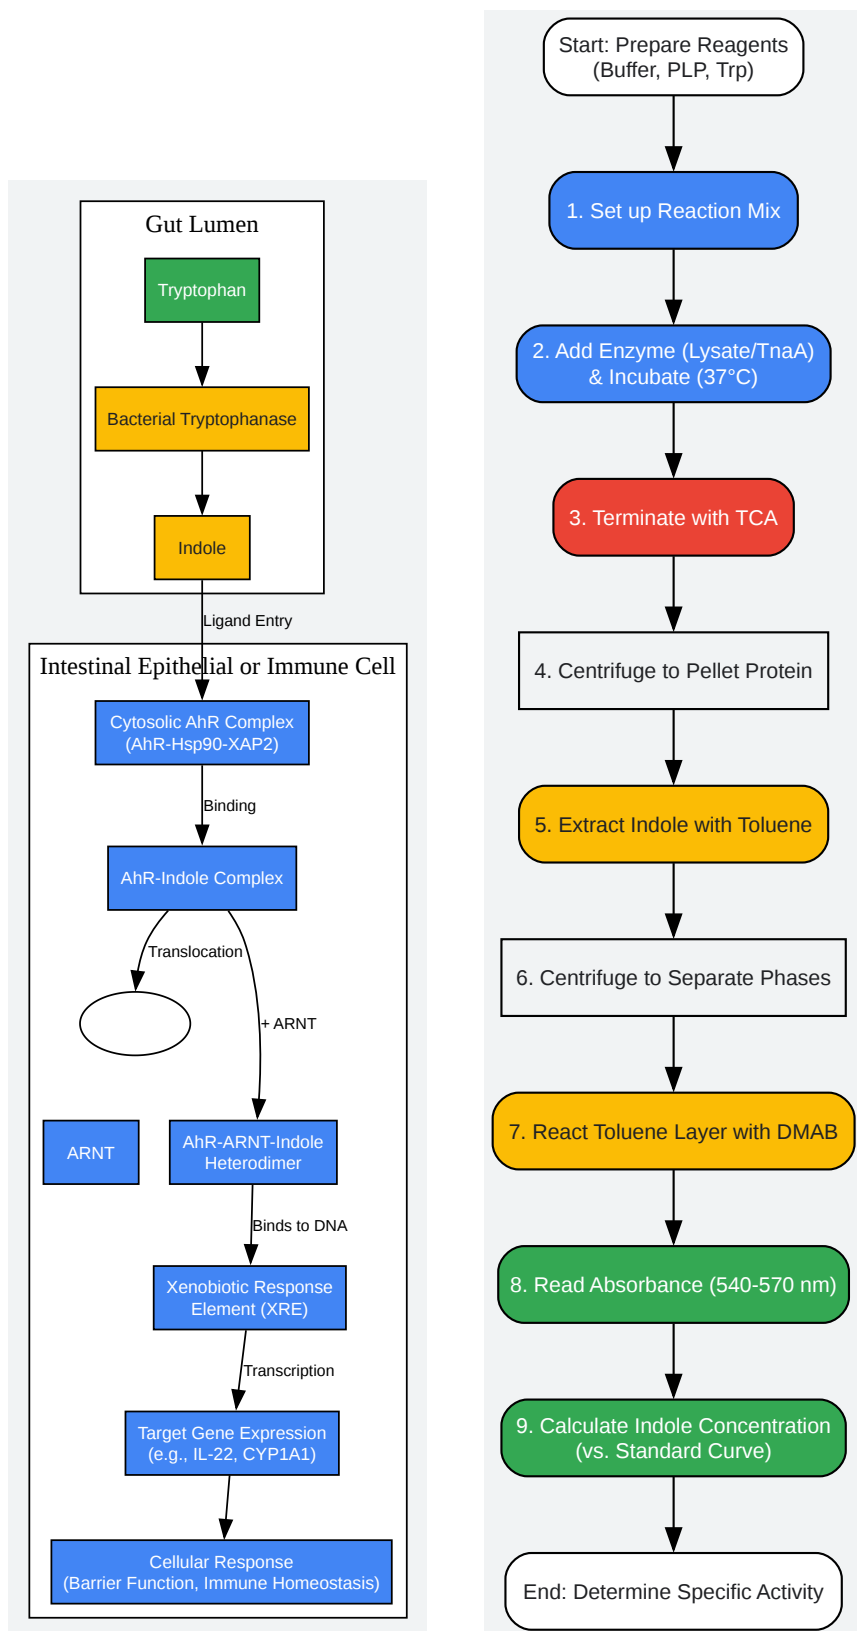 Gut Lumen
Tryptophan
Bacterial Tryptophanase
Indole
Ligand Entry
Intestinal Epithelial or Immune Cell
Cytosolic AhR Complex
(AhR-Hsp90-XAP2)
Binding
AhR-Indole Complex
Translocation
+ ARNT
ARNT
AhR-ARNT-Indole
Heterodimer
Binds to DNA
Xenobiotic Response
Element (XRE)
Transcription
Target Gene Expression
(e.g., IL-22, CYP1A1)
Cellular Response
(Barrier Function, Immune Homeostasis)
Start: Prepare Reagents
(Buffer, PLP, Trp)
1. Set up Reaction Mix
2. Add Enzyme (Lysate/TnaA)
& Incubate (37°C)
3. Terminate with TCA
4. Centrifuge to Pellet Protein
5. Extract Indole with Toluene
6. Centrifuge to Separate Phases
7. React Toluene Layer with DMAB
8. Read Absorbance (540-570 nm)
9. Calculate Indole Concentration
(vs. Standard Curve)
End: Determine Specific Activity